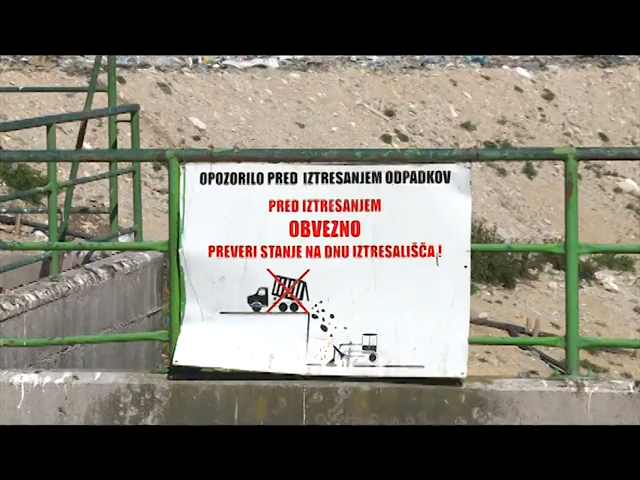 OPOZORILO PRED IZTRESANJEM ODPADKOV
PRED IZTRESANJEM
OBVEZNO
PREVERI STANJE NA DNU IZTRESALIŠČA!